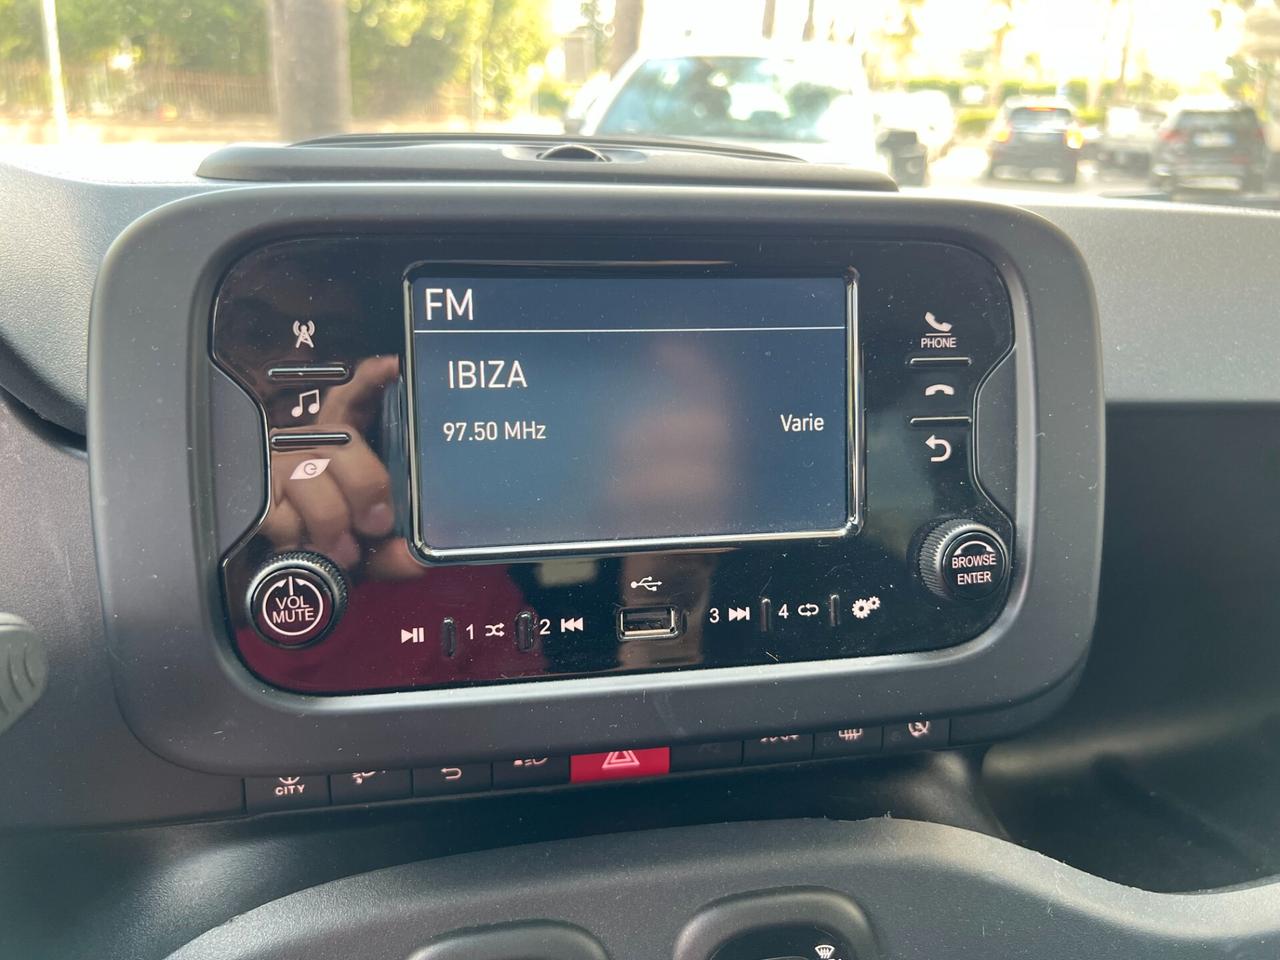 FM
IBIZA
97.50 MHz
Varie
PHONE
VOL
MUTE
BROWSE
ENTER
1
2
3
4
CITY